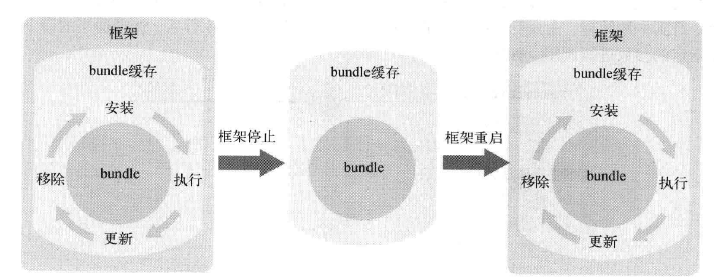 框架
bundle缓存
安装
bundle
移除
执行
更新
框架停止
bundle缓存
bundle
框架重启
框架
bundle缓存
安装
bundle
移除
执行
更新